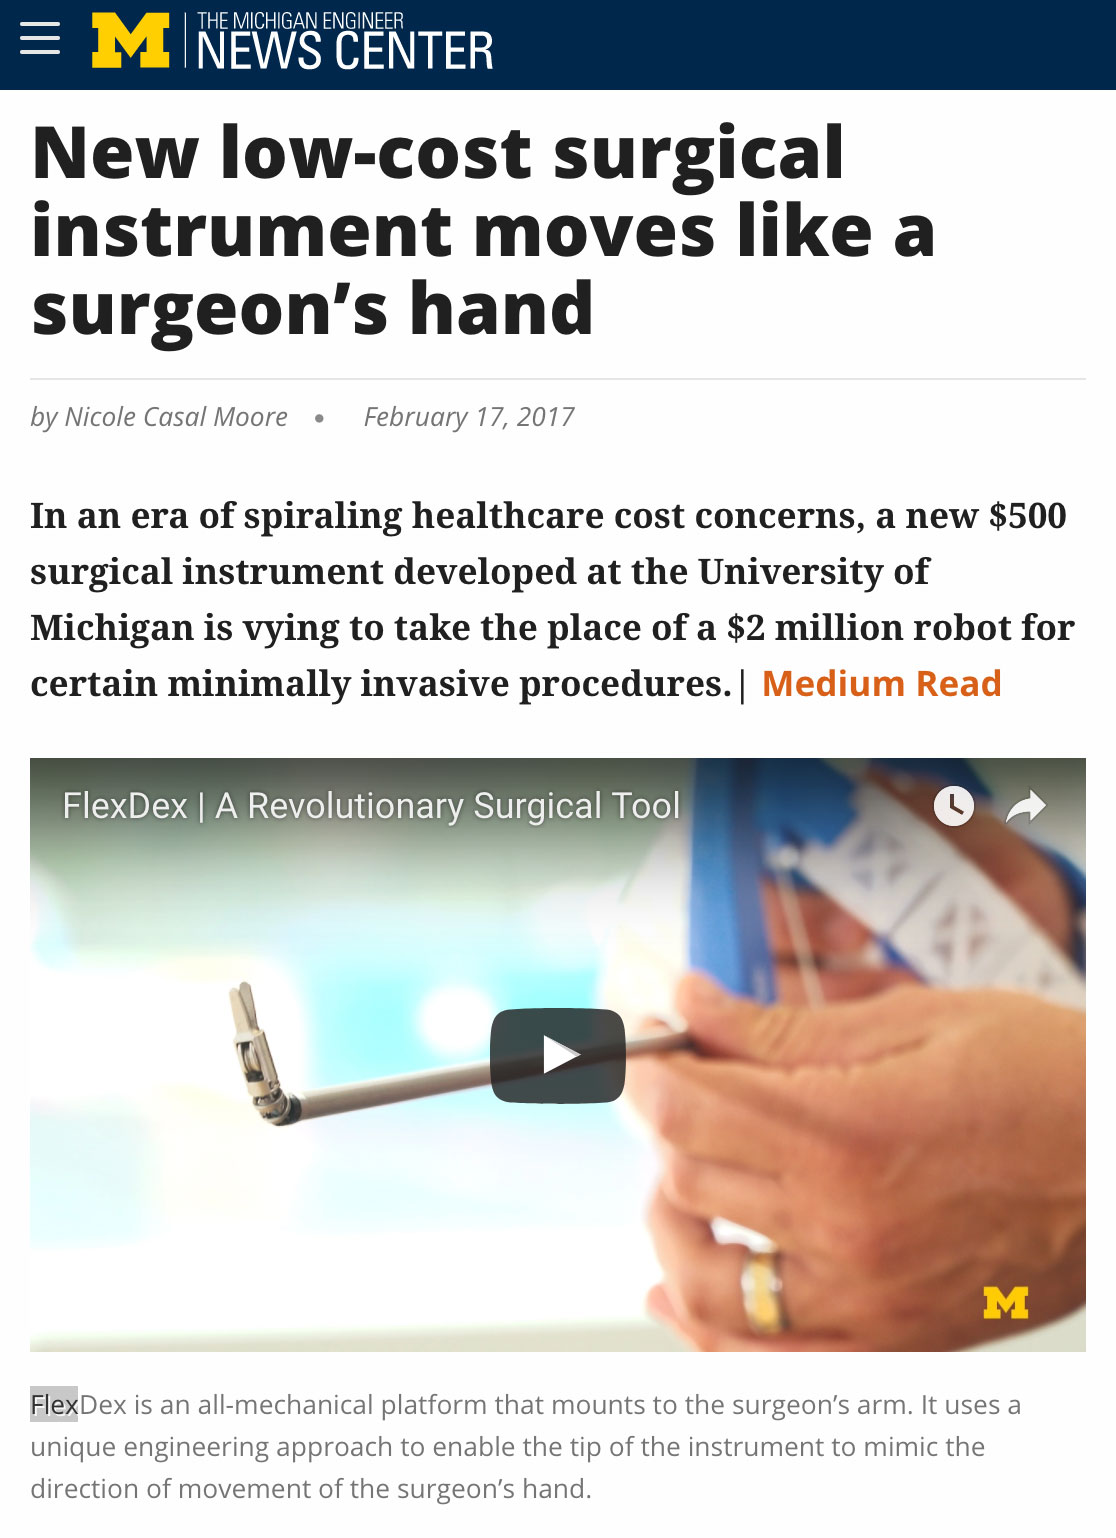 M
THE MICHIGAN ENGINEER
NEWS CENTER
New low-cost surgical
instrument moves like a
surgeon’s hand
by Nicole Casal Moore • February 17, 2017
In an era of spiraling healthcare cost concerns, a new $500
surgical instrument developed at the University of
Michigan is vying to take the place of a $2 million robot for
certain minimally invasive procedures.| Medium Read
FlexDex | A Revolutionary Surgical Tool
M
FlexDex is an all-mechanical platform that mounts to the surgeon’s arm. It uses a
unique engineering approach to enable the tip of the instrument to mimic the
direction of movement of the surgeon’s hand.